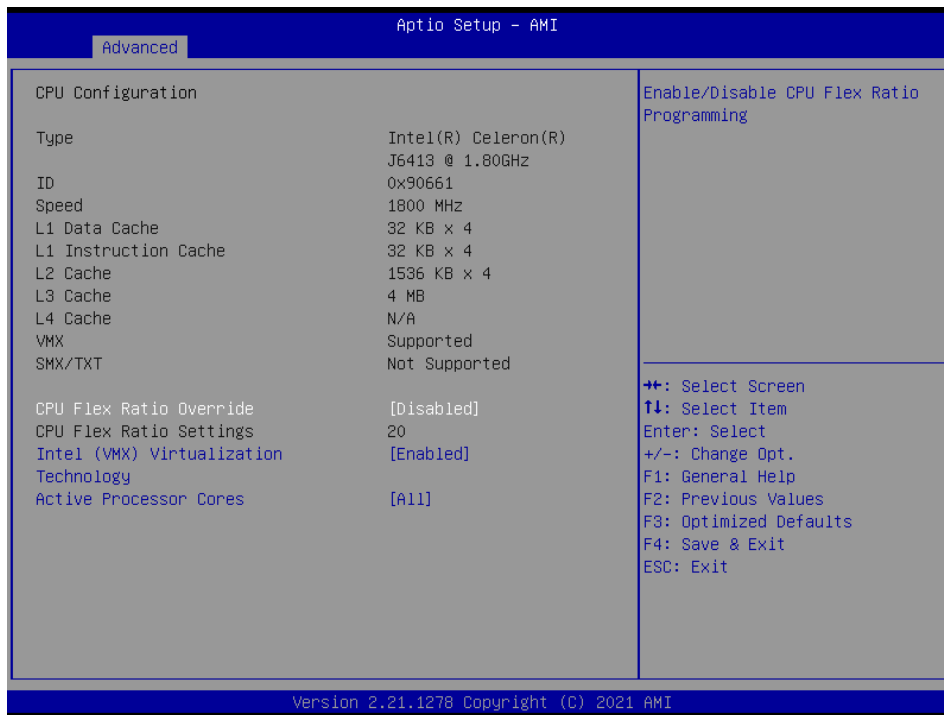 Aptio Setup – AMI
Advanced
CPU Configuration
Type Intel(R) Celeron(R)
J6413 @ 1.80GHz
ID 0x90661
Speed 1800 MHz
L1 Data Cache 32 KB x 4
L1 Instruction Cache 32 KB x 4
L2 Cache 1536 KB x 4
L3 Cache 4 MB
L4 Cache N/A
VMX Supported
SMX/TXT Not Supported
CPU Flex Ratio Override [Disabled]
CPU Flex Ratio Settings 20
Intel (VMX) Virtualization [Enabled]
Technology
Active Processor Cores [All]
Enable/Disable CPU Flex Ratio
Programming
→←: Select Screen
↑↓: Select Item
Enter: Select
+/-: Change Opt.
F1: General Help
F2: Previous Values
F3: Optimized Defaults
F4: Save & Exit
ESC: Exit
Version 2.21.1278 Copyright (C) 2021 AMI